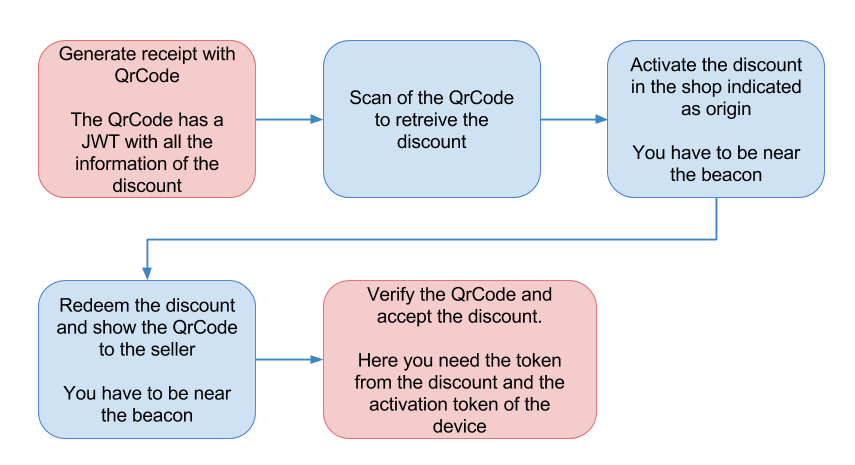 Generate receipt with
QrCode
The QrCode has a
JWT with all the
information of the
discount
Scan of the QrCode
to retreive the
discount
Activate the discount
in the shop indicated
as origin
You have to be near
the beacon
Redeem the discount
and show the QrCode
to the seller
You have to be near
the beacon
Verify the QrCode and
accept the discount.
Here you need the token
from the discount and the
activation token of the
device